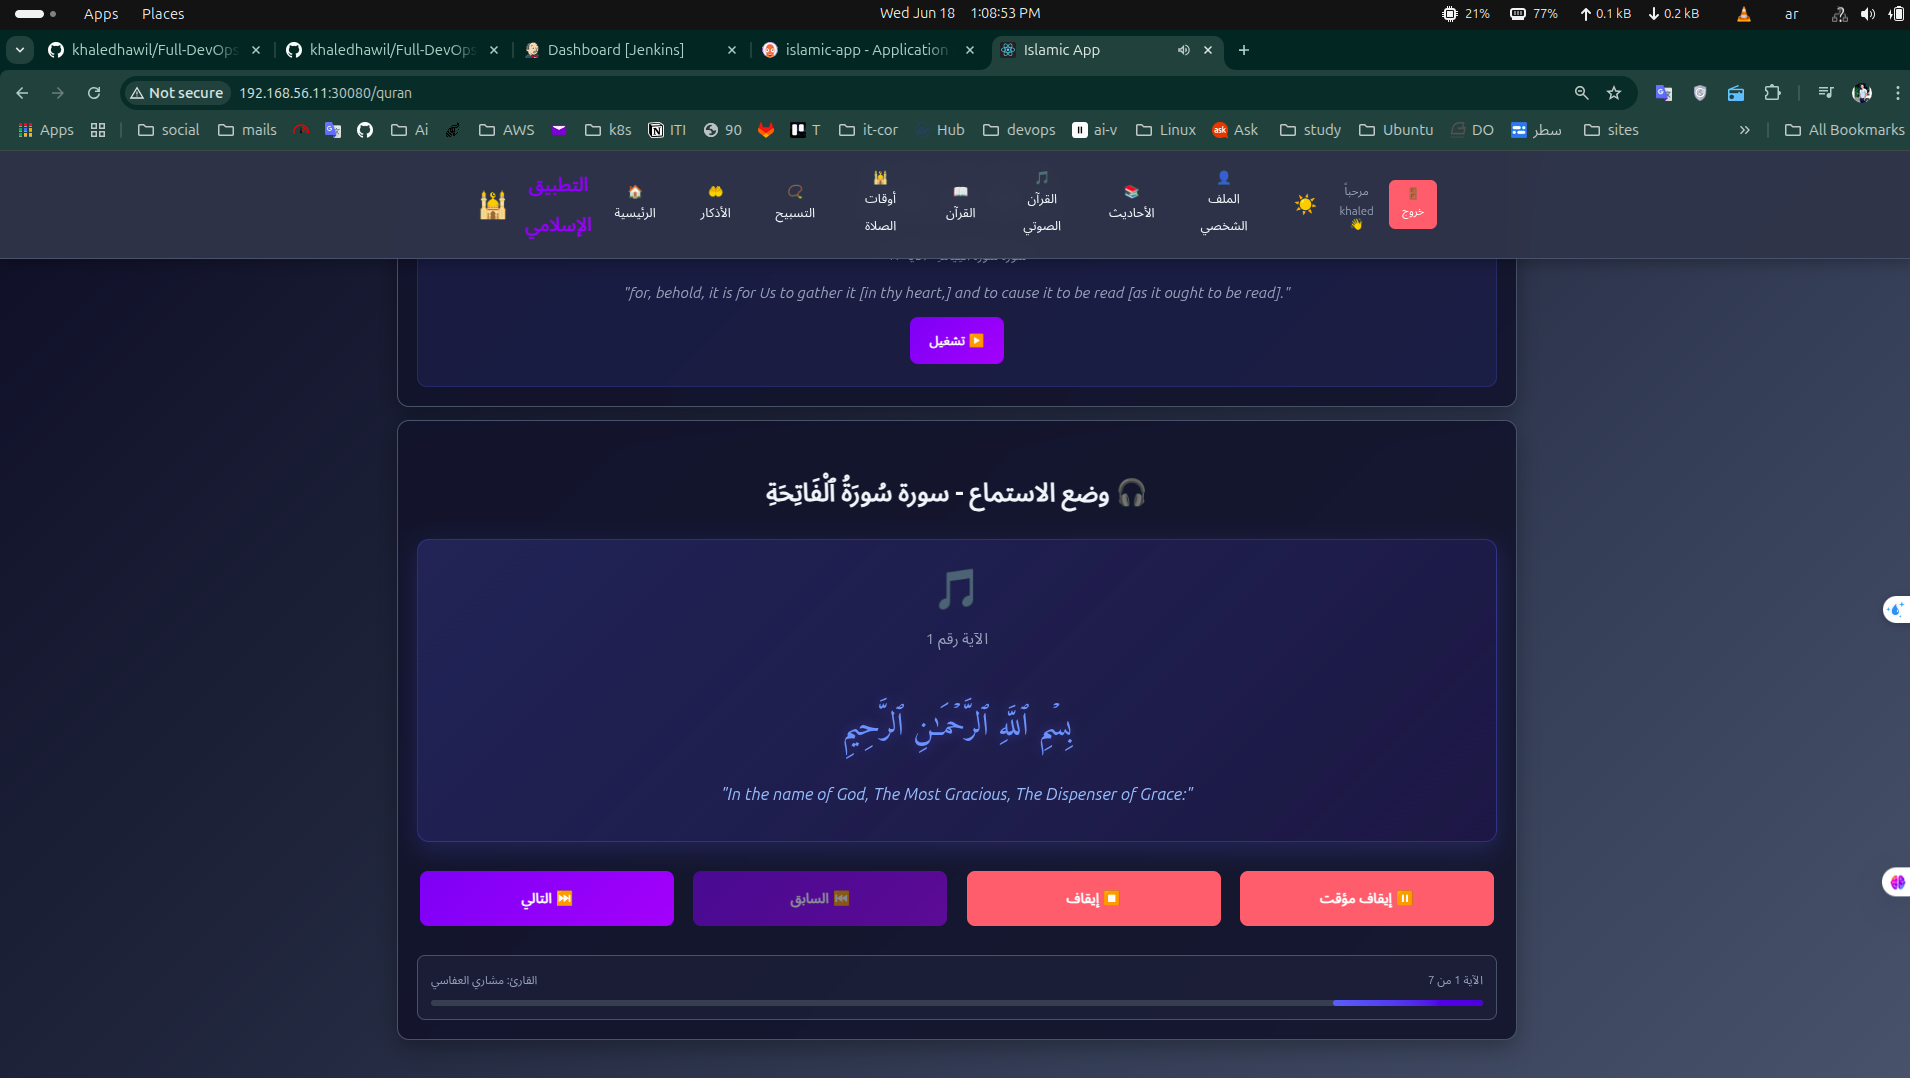 Apps Places
Wed Jun 18 1:08:53 PM
21% 77% 0.1 kB 0.2 kB ar
khaledhawil/Full-DevOps
khaledhawil/Full-DevOps
Dashboard [Jenkins]
islamic-app - Application
Islamic App
Not secure 192.168.56.11:30080/quran
Apps social mails Ai AWS k8s ITI 90 T it-cor Hub devops ai-v Linux Ask study Ubuntu DO سطر sites » All Bookmarks
التطبيق
الإسلامي
الرئيسية
الأذكار
التسبيح
أوقات
الصلاة
القرآن
القرآن
الصوتي
الأحاديث
الملف
الشخصي
مرحباً
khaled
خروج
"for, behold, it is for Us to gather it [in thy heart,] and to cause it to be read [as it ought to be read]."
تشغيل
وضع الاستماع - سورة سُورَةُ ٱلْفَاتِحَةِ
الآية رقم 1
بِسۡمِ ٱللَّهِ ٱلرَّحۡمَـٰنِ ٱلرَّحِیمِ
"In the name of God, The Most Gracious, The Dispenser of Grace:"
إيقاف مؤقت
إيقاف
السابق
التالي
الآية 1 من 7
القارئ: مشاري العفاسي